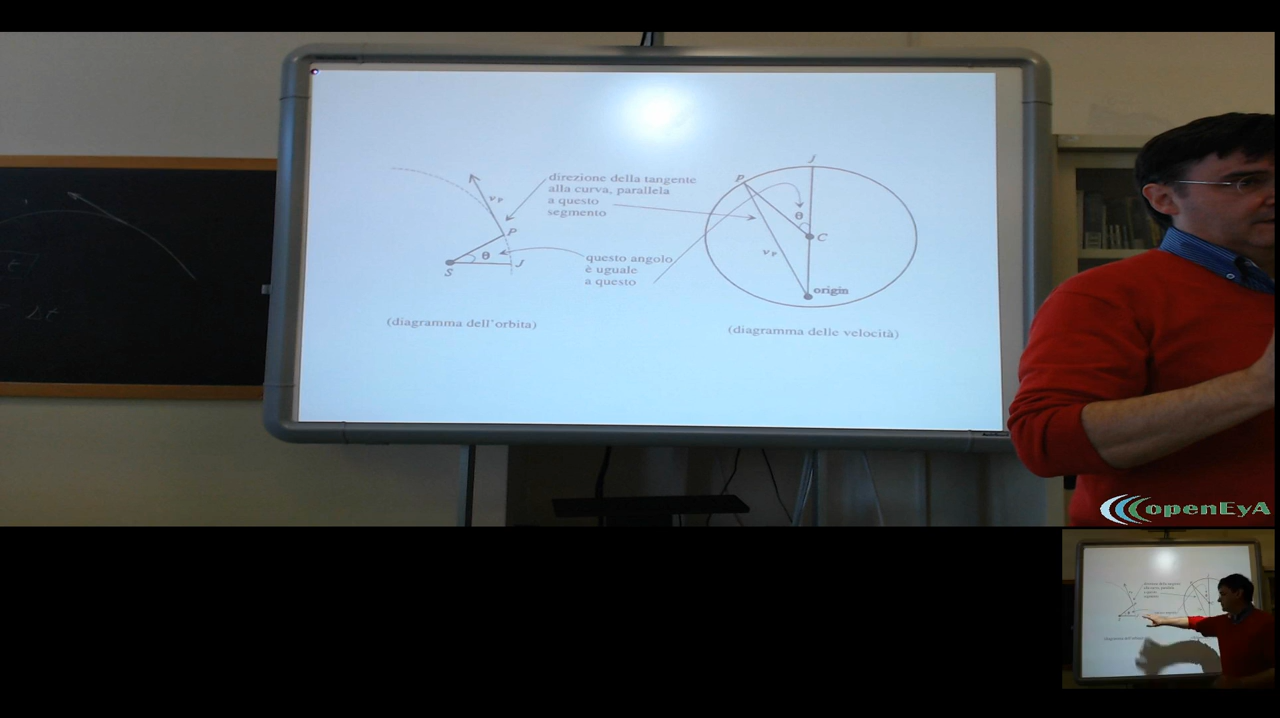 direzione della tangente
alla curva, parallela
a questo
segmento
v_P
P
θ
S
J
questo angolo
è uguale
a questo
(diagramma dell'orbita)
J
P
θ
C
v_P
origin
(diagramma delle velocità)
Δt
openEyA